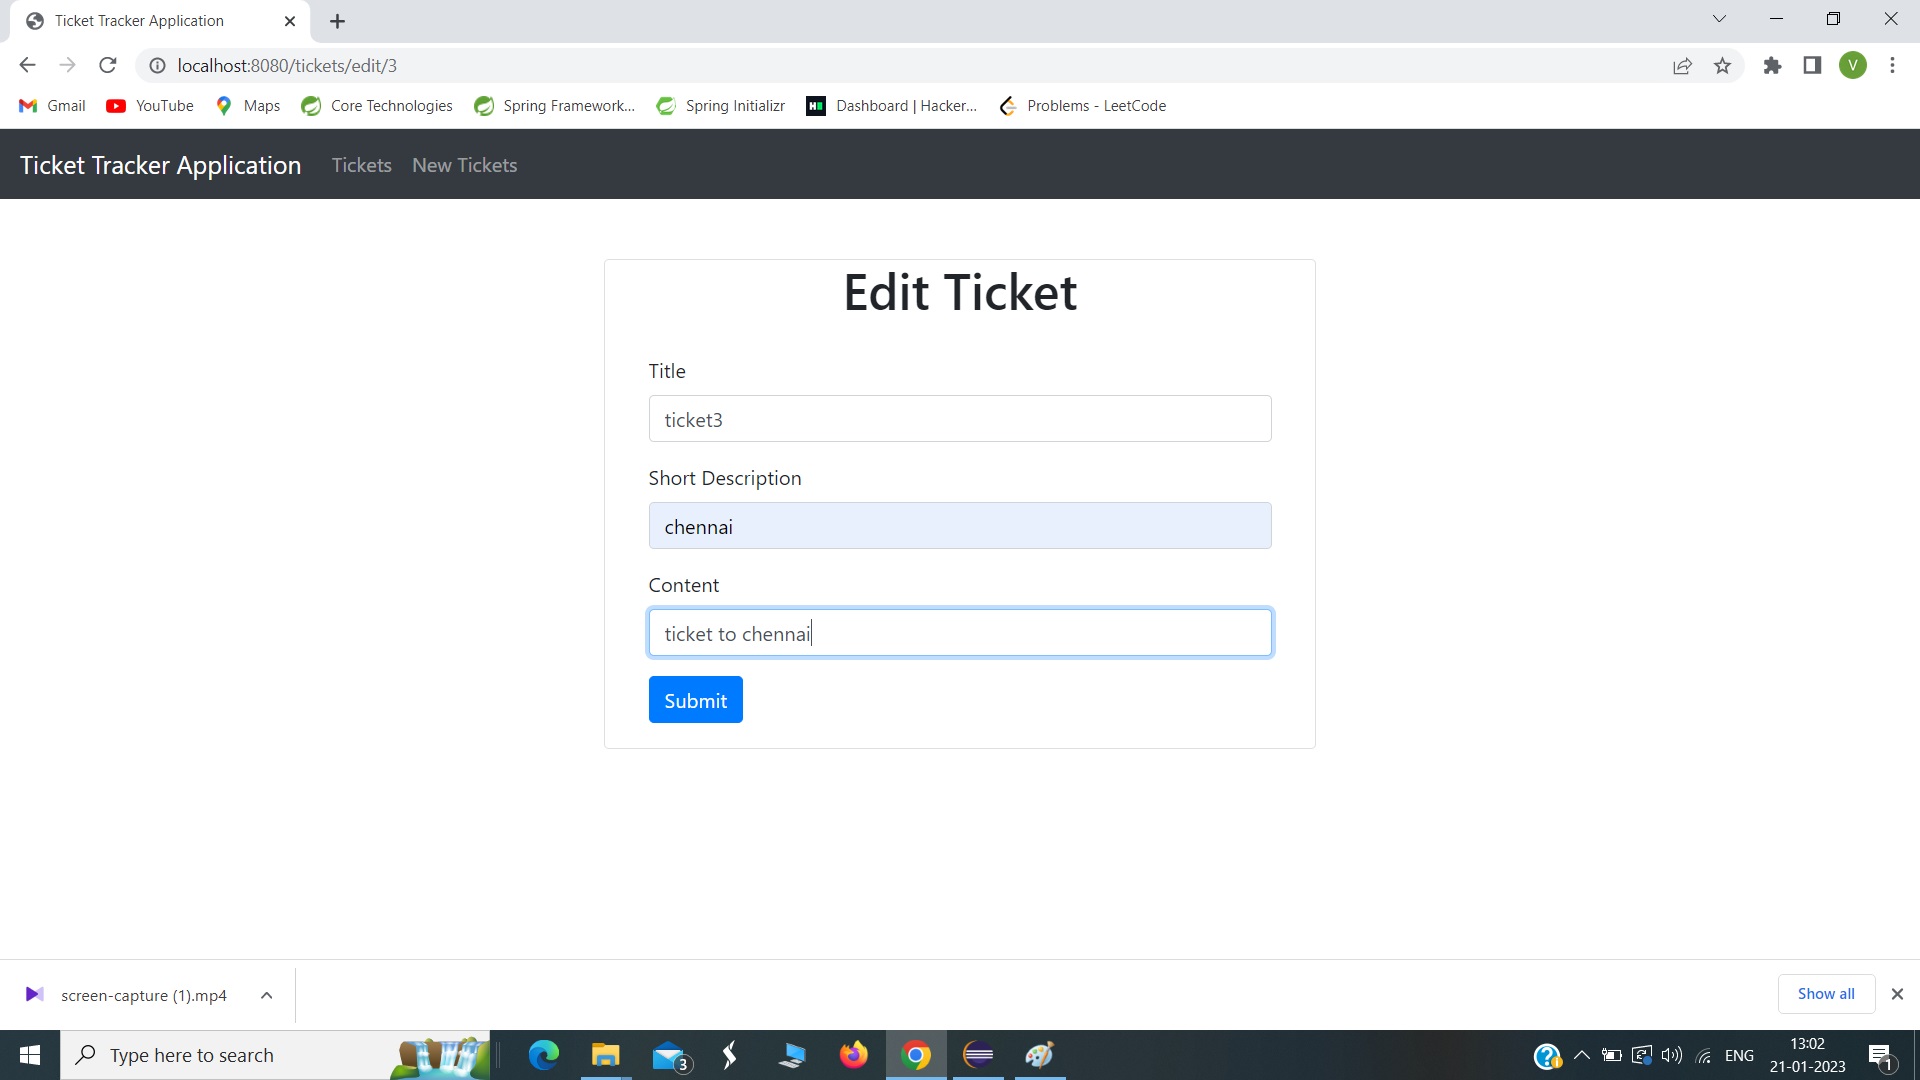 Ticket Tracker Application
localhost:8080/tickets/edit/3
V
Gmail YouTube Maps Core Technologies Spring Framework... Spring Initializr Dashboard | Hacker... Problems - LeetCode
Ticket Tracker Application Tickets New Tickets
Edit Ticket
Title
ticket3
Short Description
chennai
Content
ticket to chennai
Submit
screen-capture (1).mp4 Show all
Type here to search 3 ENG 13:02
21-01-2023 1